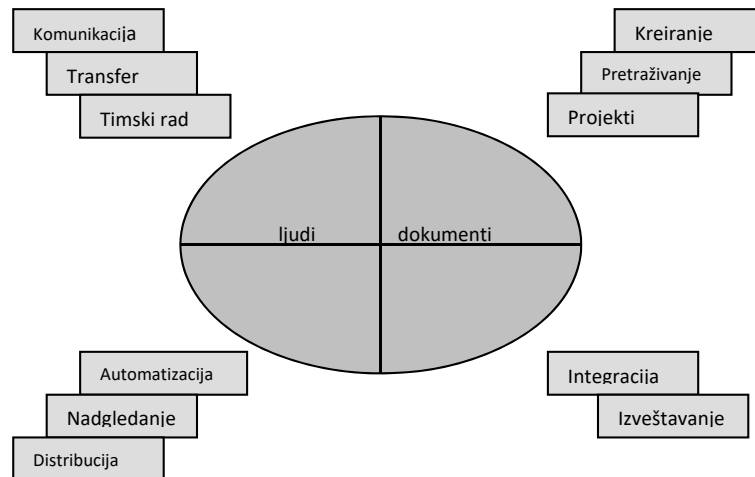 Komunikacija
Transfer
Timski rad
Kreiranje
Pretraživanje
Projekti
ljudi
dokumenti
Automatizacija
Nadgledanje
Distribucija
Integracija
Izveštavanje